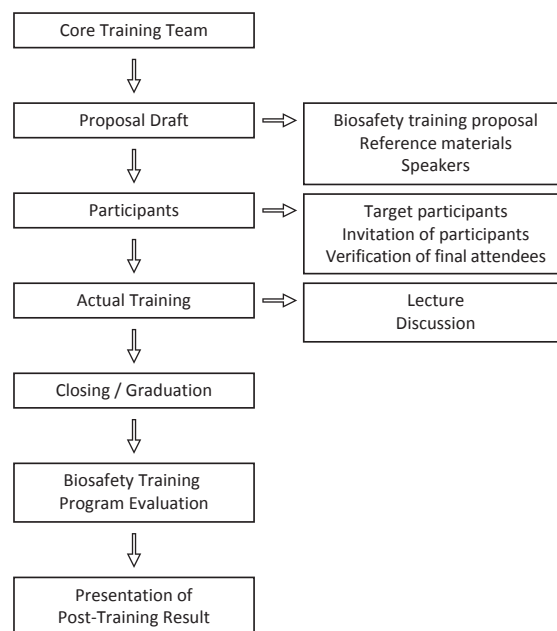 Core Training Team
Proposal Draft
Biosafety training proposal
Reference materials
Speakers
Participants
Target participants
Invitation of participants
Verification of final attendees
Actual Training
Lecture
Discussion
Closing / Graduation
Biosafety Training
Program Evaluation
Presentation of
Post-Training Result